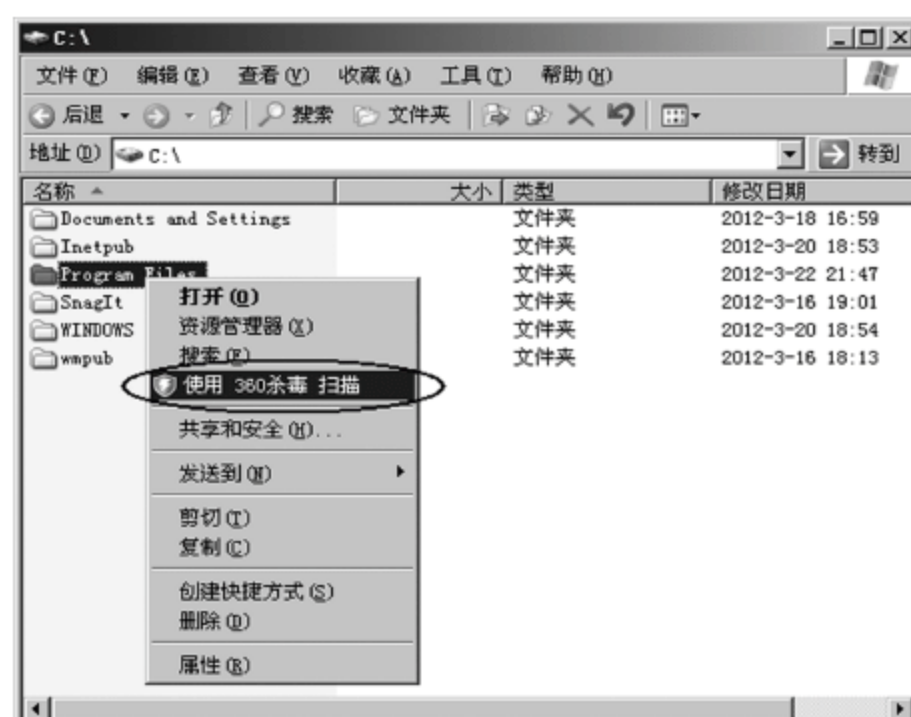 C:\
文件(F) 编辑(E) 查看(V) 收藏(A) 工具(T) 帮助(H)
后退 搜索 文件夹
地址(D) C:\ 转到
名称 大小 类型 修改日期
Documents and Settings 文件夹 2012-3-18 16:59
Inetpub 文件夹 2012-3-20 18:53
Program Files 文件夹 2012-3-22 21:47
SnagIt 文件夹 2012-3-16 19:01
WINDOWS 文件夹 2012-3-20 18:54
wmpub 文件夹 2012-3-16 18:13
打开(O)
资源管理器(X)
搜索(E)
使用 360杀毒 扫描
共享和安全(H)...
发送到(N)
剪切(T)
复制(C)
创建快捷方式(S)
删除(D)
属性(R)